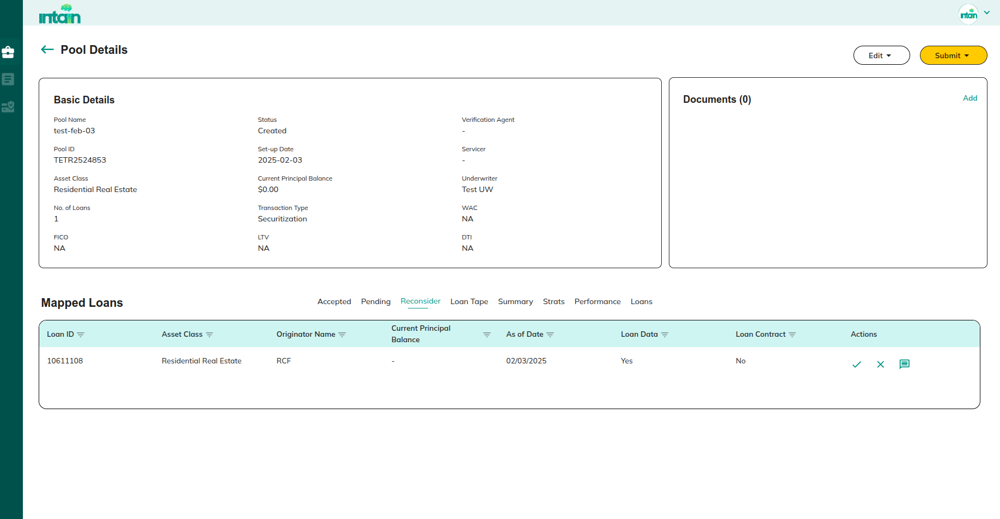 intain
intain
Pool Details
Edit
Submit
Basic Details
Pool Name
test-feb-03
Status
Created
Verification Agent
-
Pool ID
TETR2524853
Set-up Date
2025-02-03
Servicer
-
Asset Class
Residential Real Estate
Current Principal Balance
$0.00
Underwriter
Test UW
No. of Loans
1
Transaction Type
Securitization
WAC
NA
FICO
NA
LTV
NA
DTI
NA
Documents (0)
Add
Mapped Loans
Accepted Pending Reconsider Loan Tape Summary Strats Performance Loans
Loan ID Asset Class Originator Name Current Principal Balance As of Date Loan Data Loan Contract Actions
10611108 Residential Real Estate RCF - 02/03/2025 Yes No